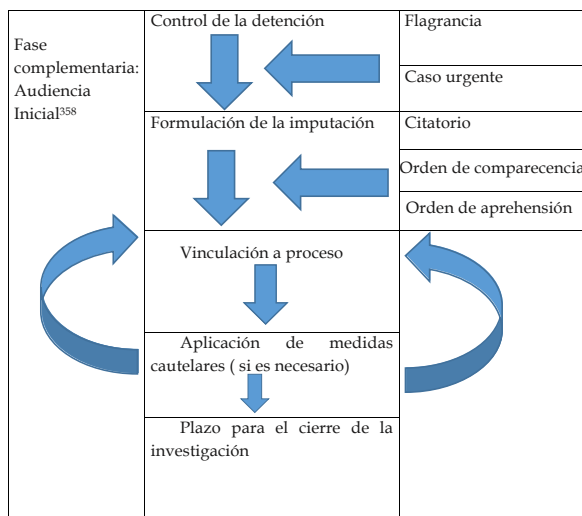 Fase
complementaria:
Audiencia
Inicial³⁵⁸
Control de la detención
Flagrancia
Caso urgente
Formulación de la imputación
Citatorio
Orden de comparecencia
Orden de aprehensión
Vinculación a proceso
Aplicación de medidas
cautelares ( si es necesario)
Plazo para el cierre de la
investigación